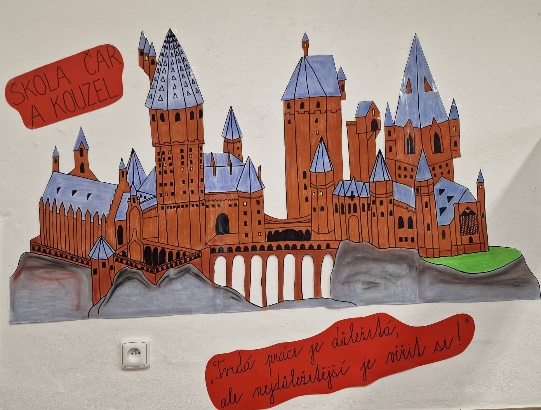 ŠKOLA ČAR
A KOUZEL
„Tvrdá práce je důležitá,
ale nejdůležitější je věřit si!"